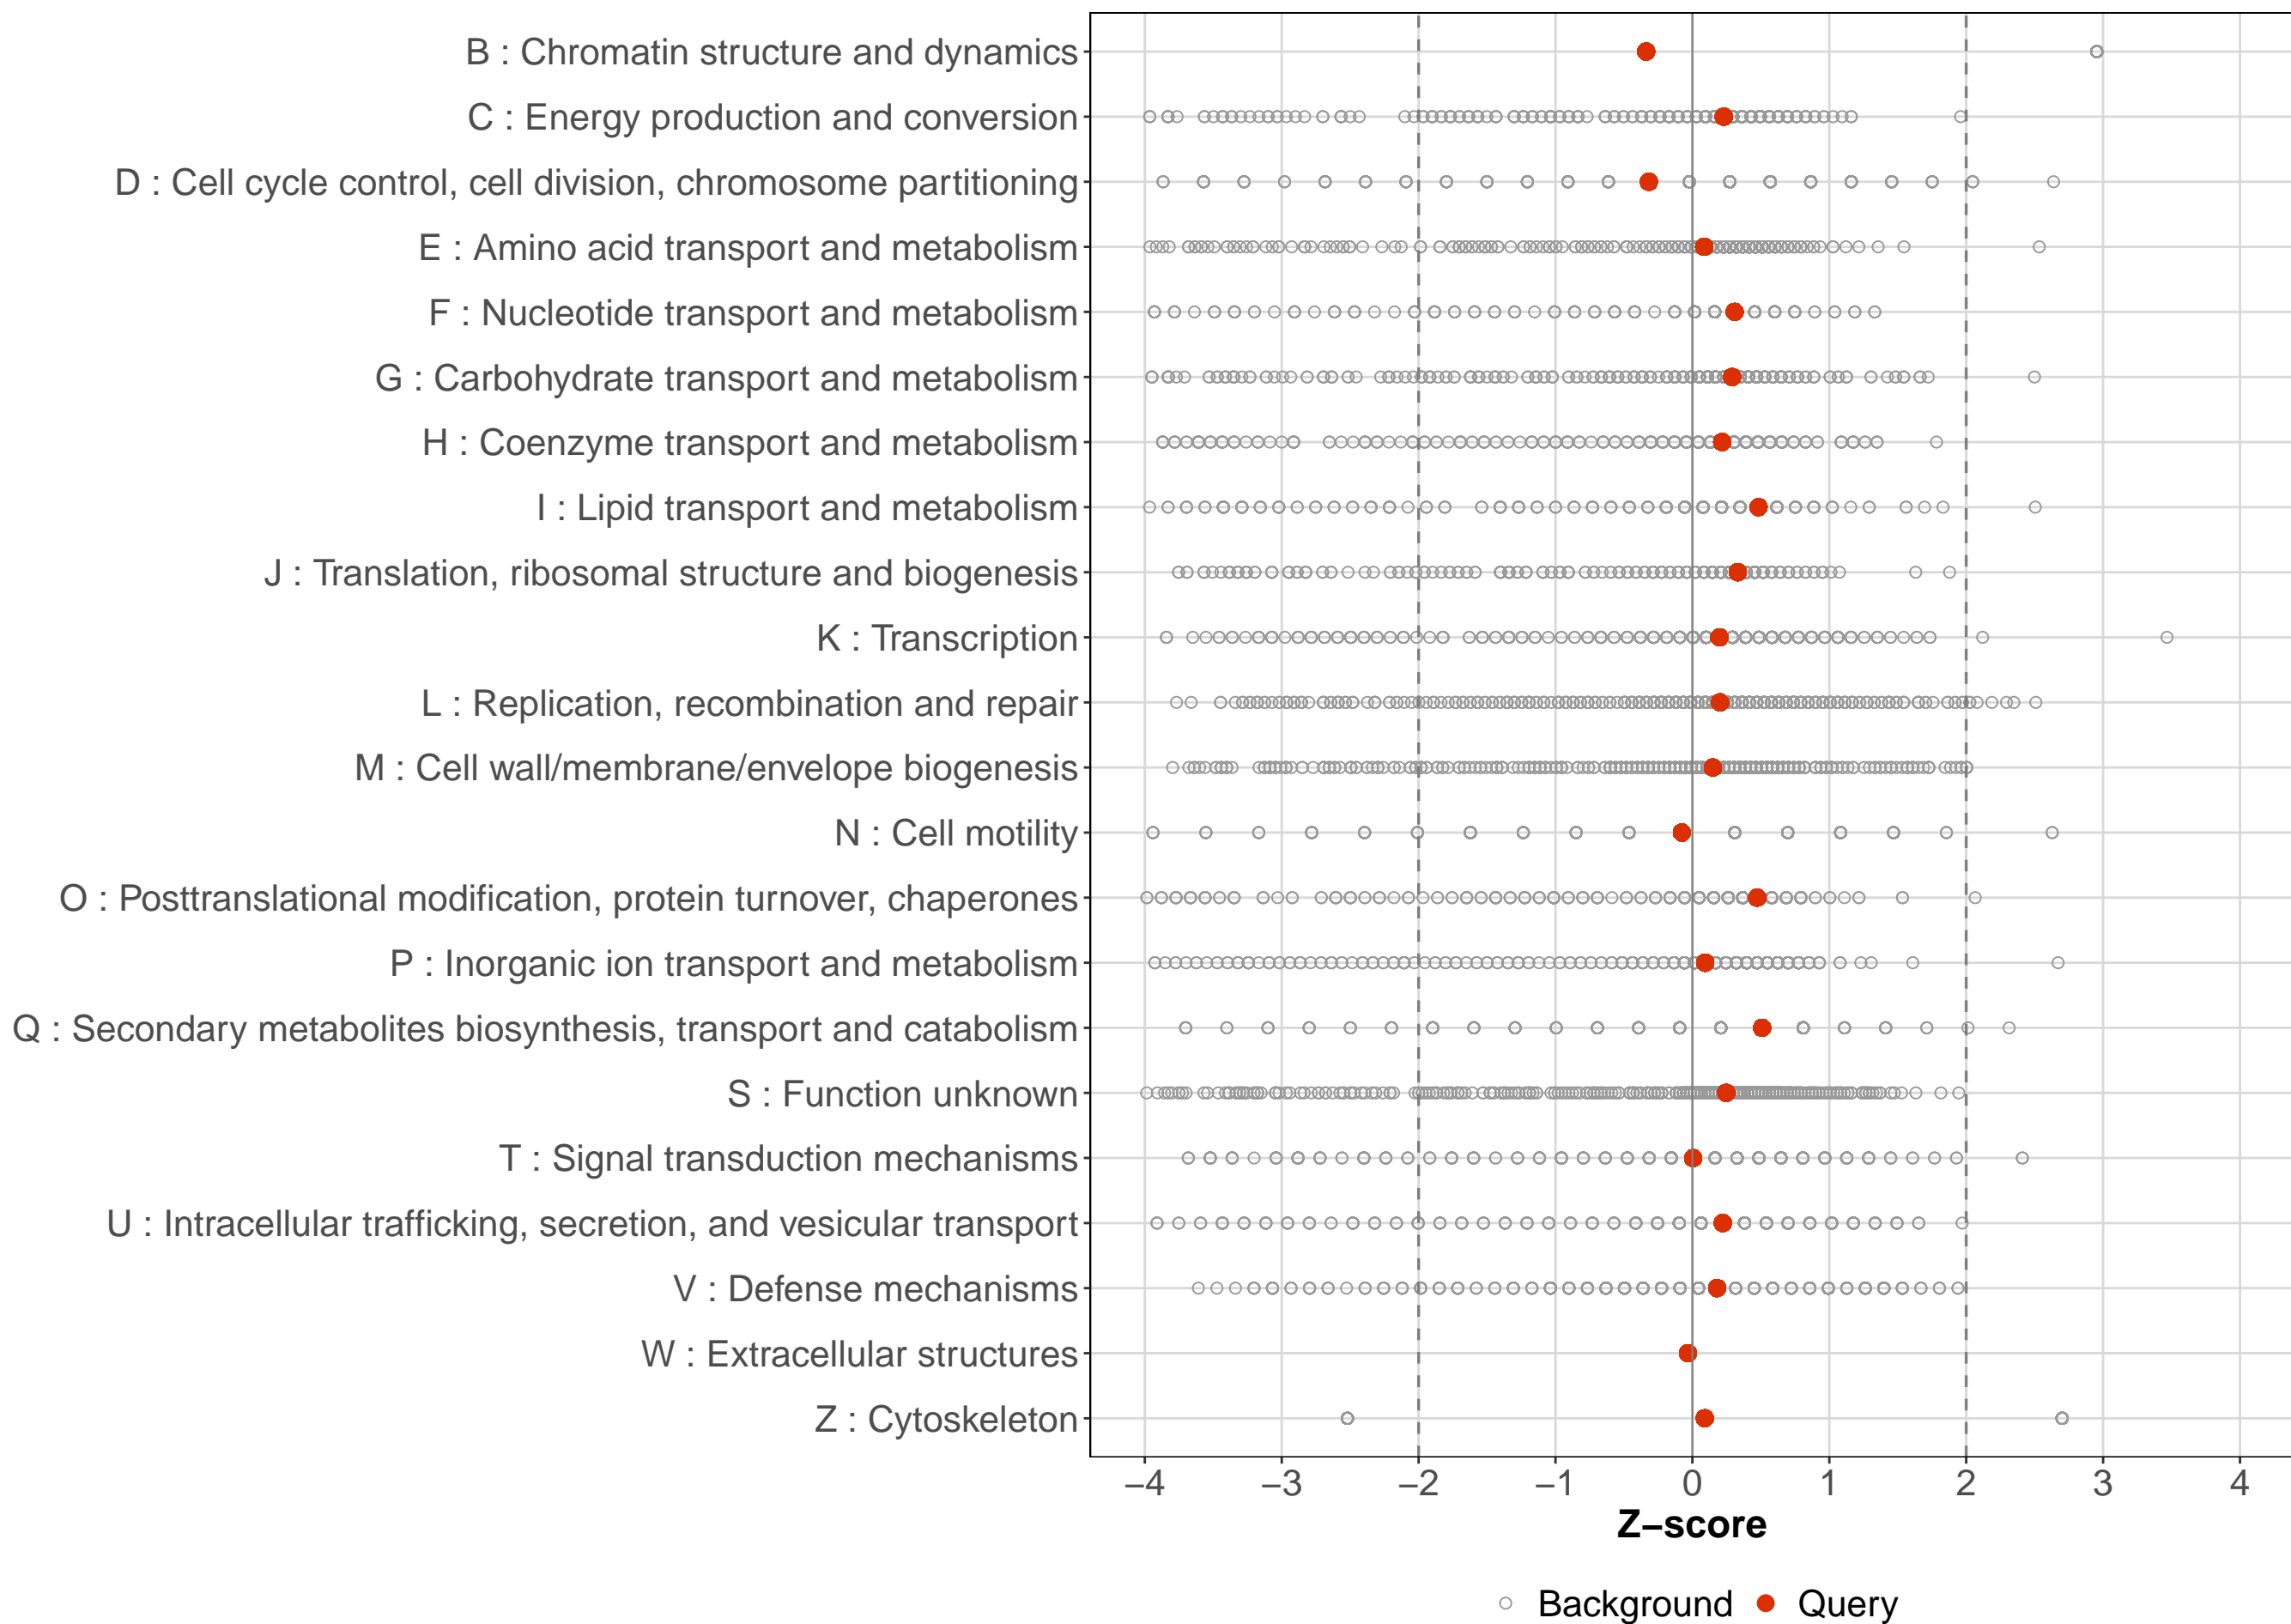 B : Chromatin structure and dynamics
C : Energy production and conversion
D : Cell cycle control, cell division, chromosome partitioning
E : Amino acid transport and metabolism
F : Nucleotide transport and metabolism
G : Carbohydrate transport and metabolism
H : Coenzyme transport and metabolism
I : Lipid transport and metabolism
J : Translation, ribosomal structure and biogenesis
K : Transcription
L : Replication, recombination and repair
M : Cell wall/membrane/envelope biogenesis
N : Cell motility
O : Posttranslational modification, protein turnover, chaperones
P : Inorganic ion transport and metabolism
Q : Secondary metabolites biosynthesis, transport and catabolism
S : Function unknown
T : Signal transduction mechanisms
U : Intracellular trafficking, secretion, and vesicular transport
V : Defense mechanisms
W : Extracellular structures
Z : Cytoskeleton
−4 −3 −2 −1 0 1 2 3 4
Z−score
Background Query